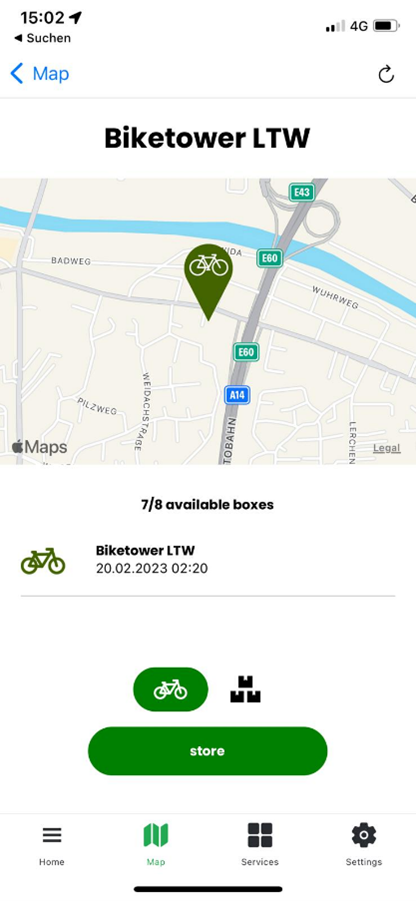 15:02
4G
Suchen
Map
Biketower LTW
E43
E60
BADWEG
WUHRWEG
E60
A14
WEIDACHSTRAßE
PILZWEG
TOBAHN
LERCHEN
Maps
Legal
7/8 available boxes
Biketower LTW
20.02.2023 02:20
store
Home
Map
Services
Settings